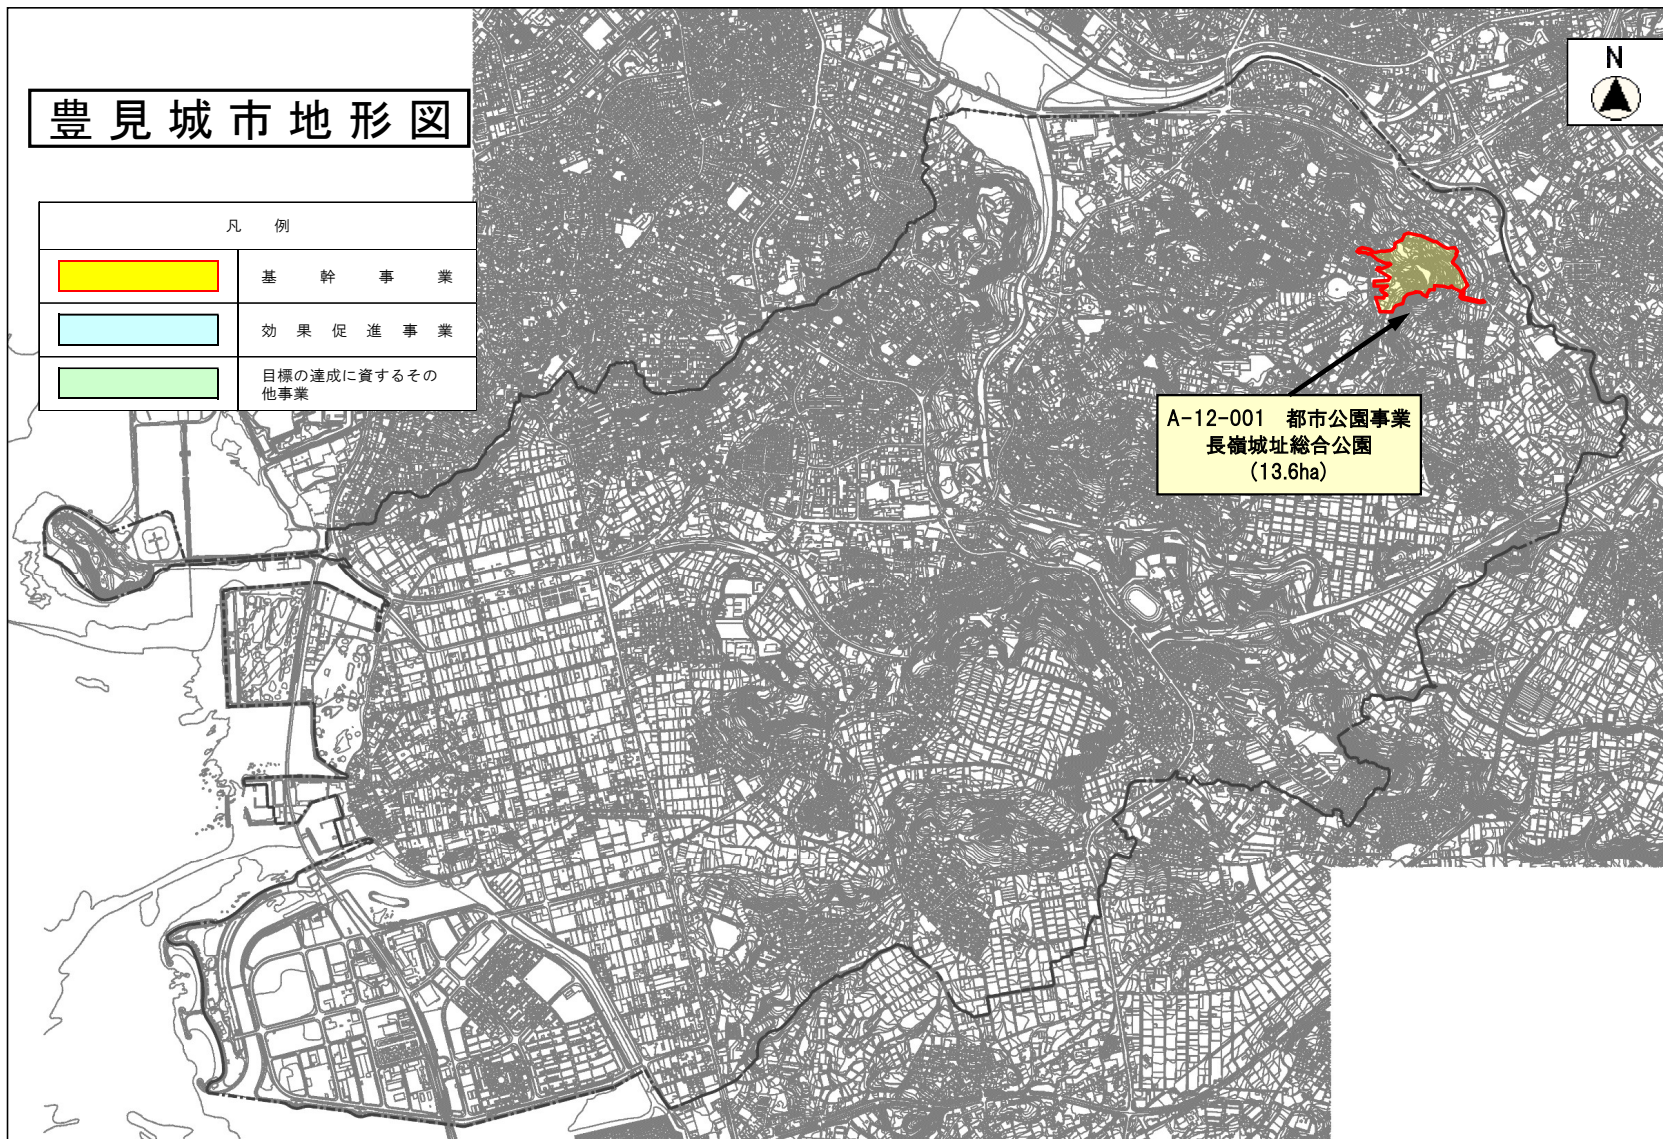 豊見城市地形図
N
凡例
基幹事業
効果促進事業
目標の達成に資するその
他事業
A-12-001 都市公園事業
長嶺城址総合公園
(13.6ha)